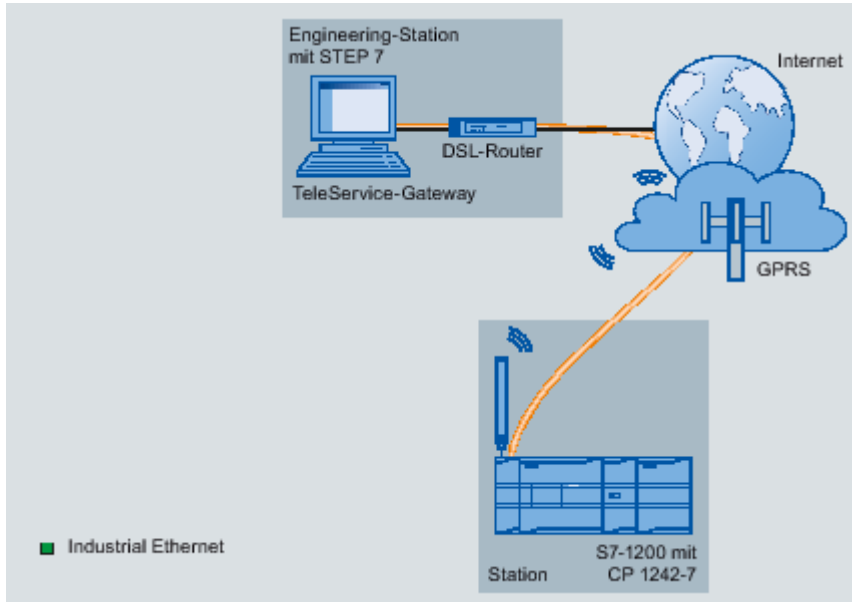 Engineering-Station
mit STEP 7
Internet
DSL-Router
TeleService-Gateway
GPRS
Industrial Ethernet
S7-1200 mit
CP 1242-7
Station